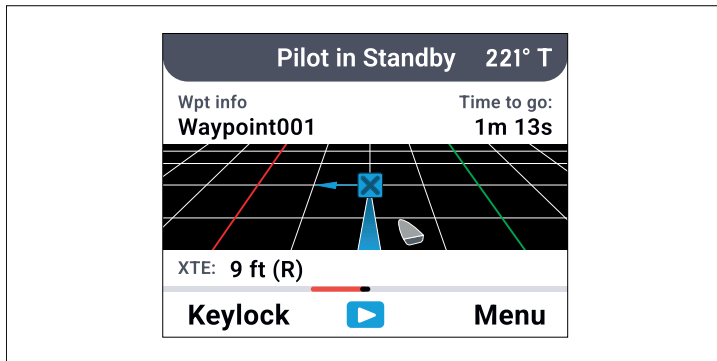 Pilot in Standby 221° T
Wpt info Time to go:
Waypoint001 1m 13s
XTE: 9 ft (R)
Keylock Menu